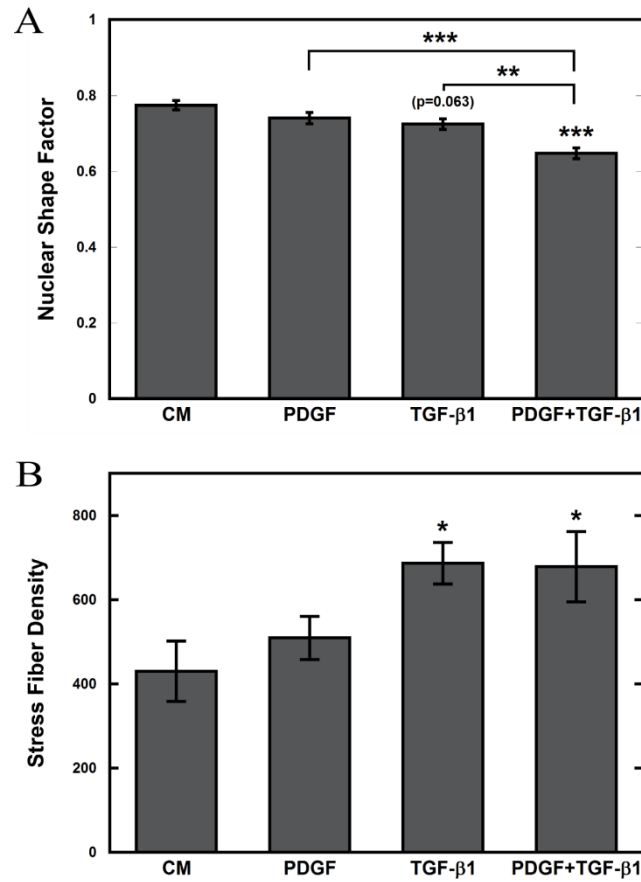 A
1
0.8
0.6
0.4
0.2
0
Nuclear Shape Factor
***
**
(p=0.063)
***
CM PDGF TGF-β1 PDGF+TGF-β1
B
800
600
400
200
0
Stress Fiber Density
* *
CM PDGF TGF-β1 PDGF+TGF-β1